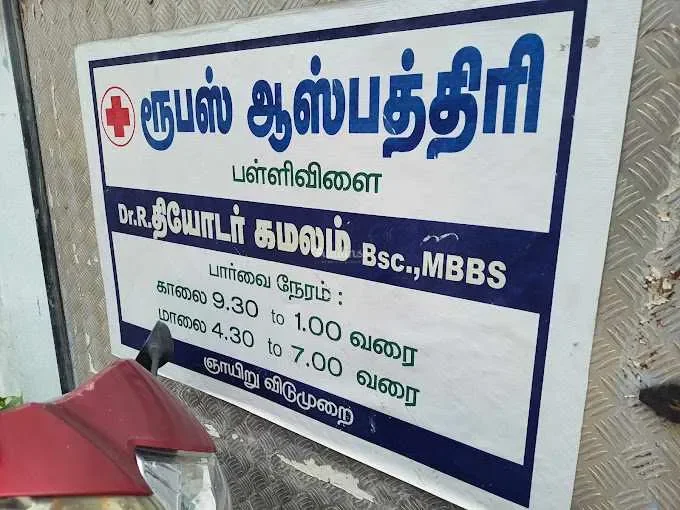 ரூபஸ் ஆஸ்பத்திரி
பள்ளிவிளை
Dr.R.தியோடர் கமலம் Bsc.,MBBS
பார்வை நேரம் :
காலை 9.30 to 1.00 வரை
மாலை 4.30 to 7.00 வரை
ஞாயிறு விடுமுறை